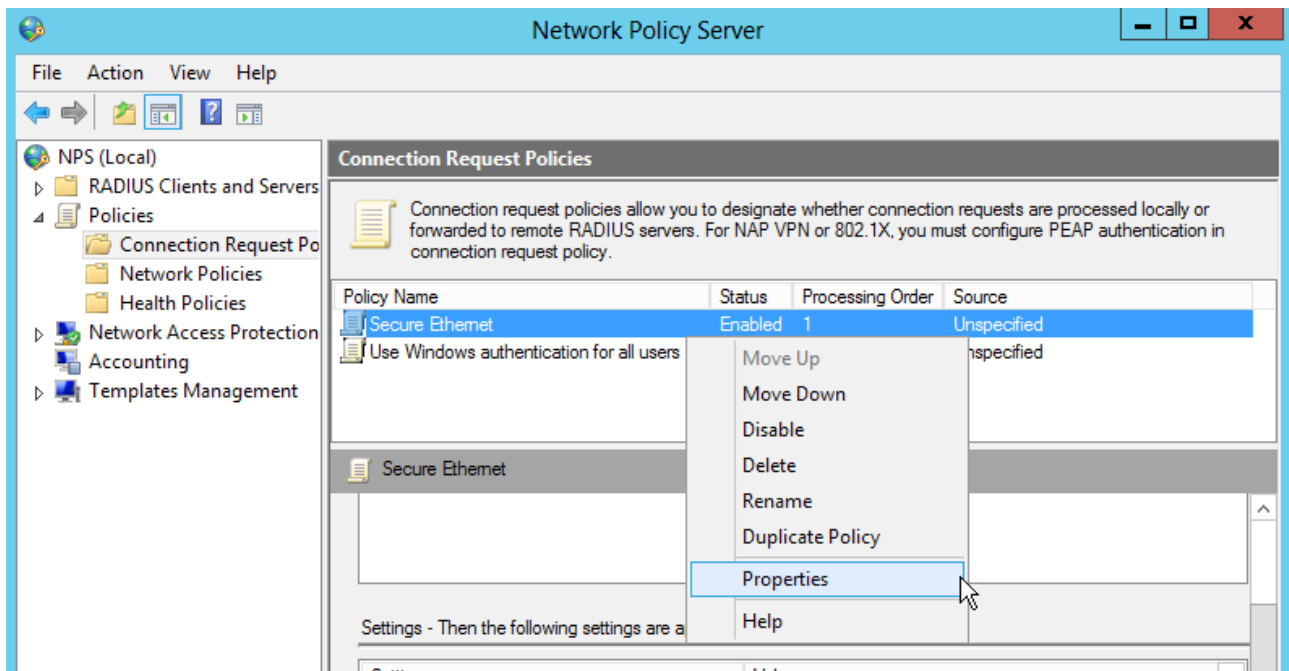 Network Policy Server
File Action View Help
NPS (Local)
RADIUS Clients and Servers
Policies
Connection Request Po
Network Policies
Health Policies
Network Access Protection
Accounting
Templates Management
Connection Request Policies
Connection request policies allow you to designate whether connection requests are processed locally or
forwarded to remote RADIUS servers. For NAP VPN or 802.1X, you must configure PEAP authentication in
connection request policy.
Policy Name Status Processing Order Source
Secure Ethernet Enabled 1 Unspecified
Use Windows authentication for all users nspecified
Move Up
Move Down
Disable
Delete
Rename
Duplicate Policy
Properties
Help
Secure Ethernet
Settings - Then the following settings are a